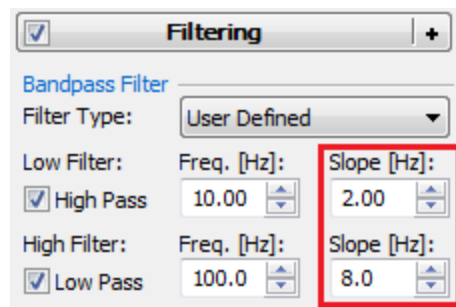 Filtering +
Bandpass Filter
Filter Type: User Defined
Low Filter: Freq. [Hz]: Slope [Hz]:
High Pass 10.00 2.00
High Filter: Freq. [Hz]: Slope [Hz]:
Low Pass 100.0 8.0